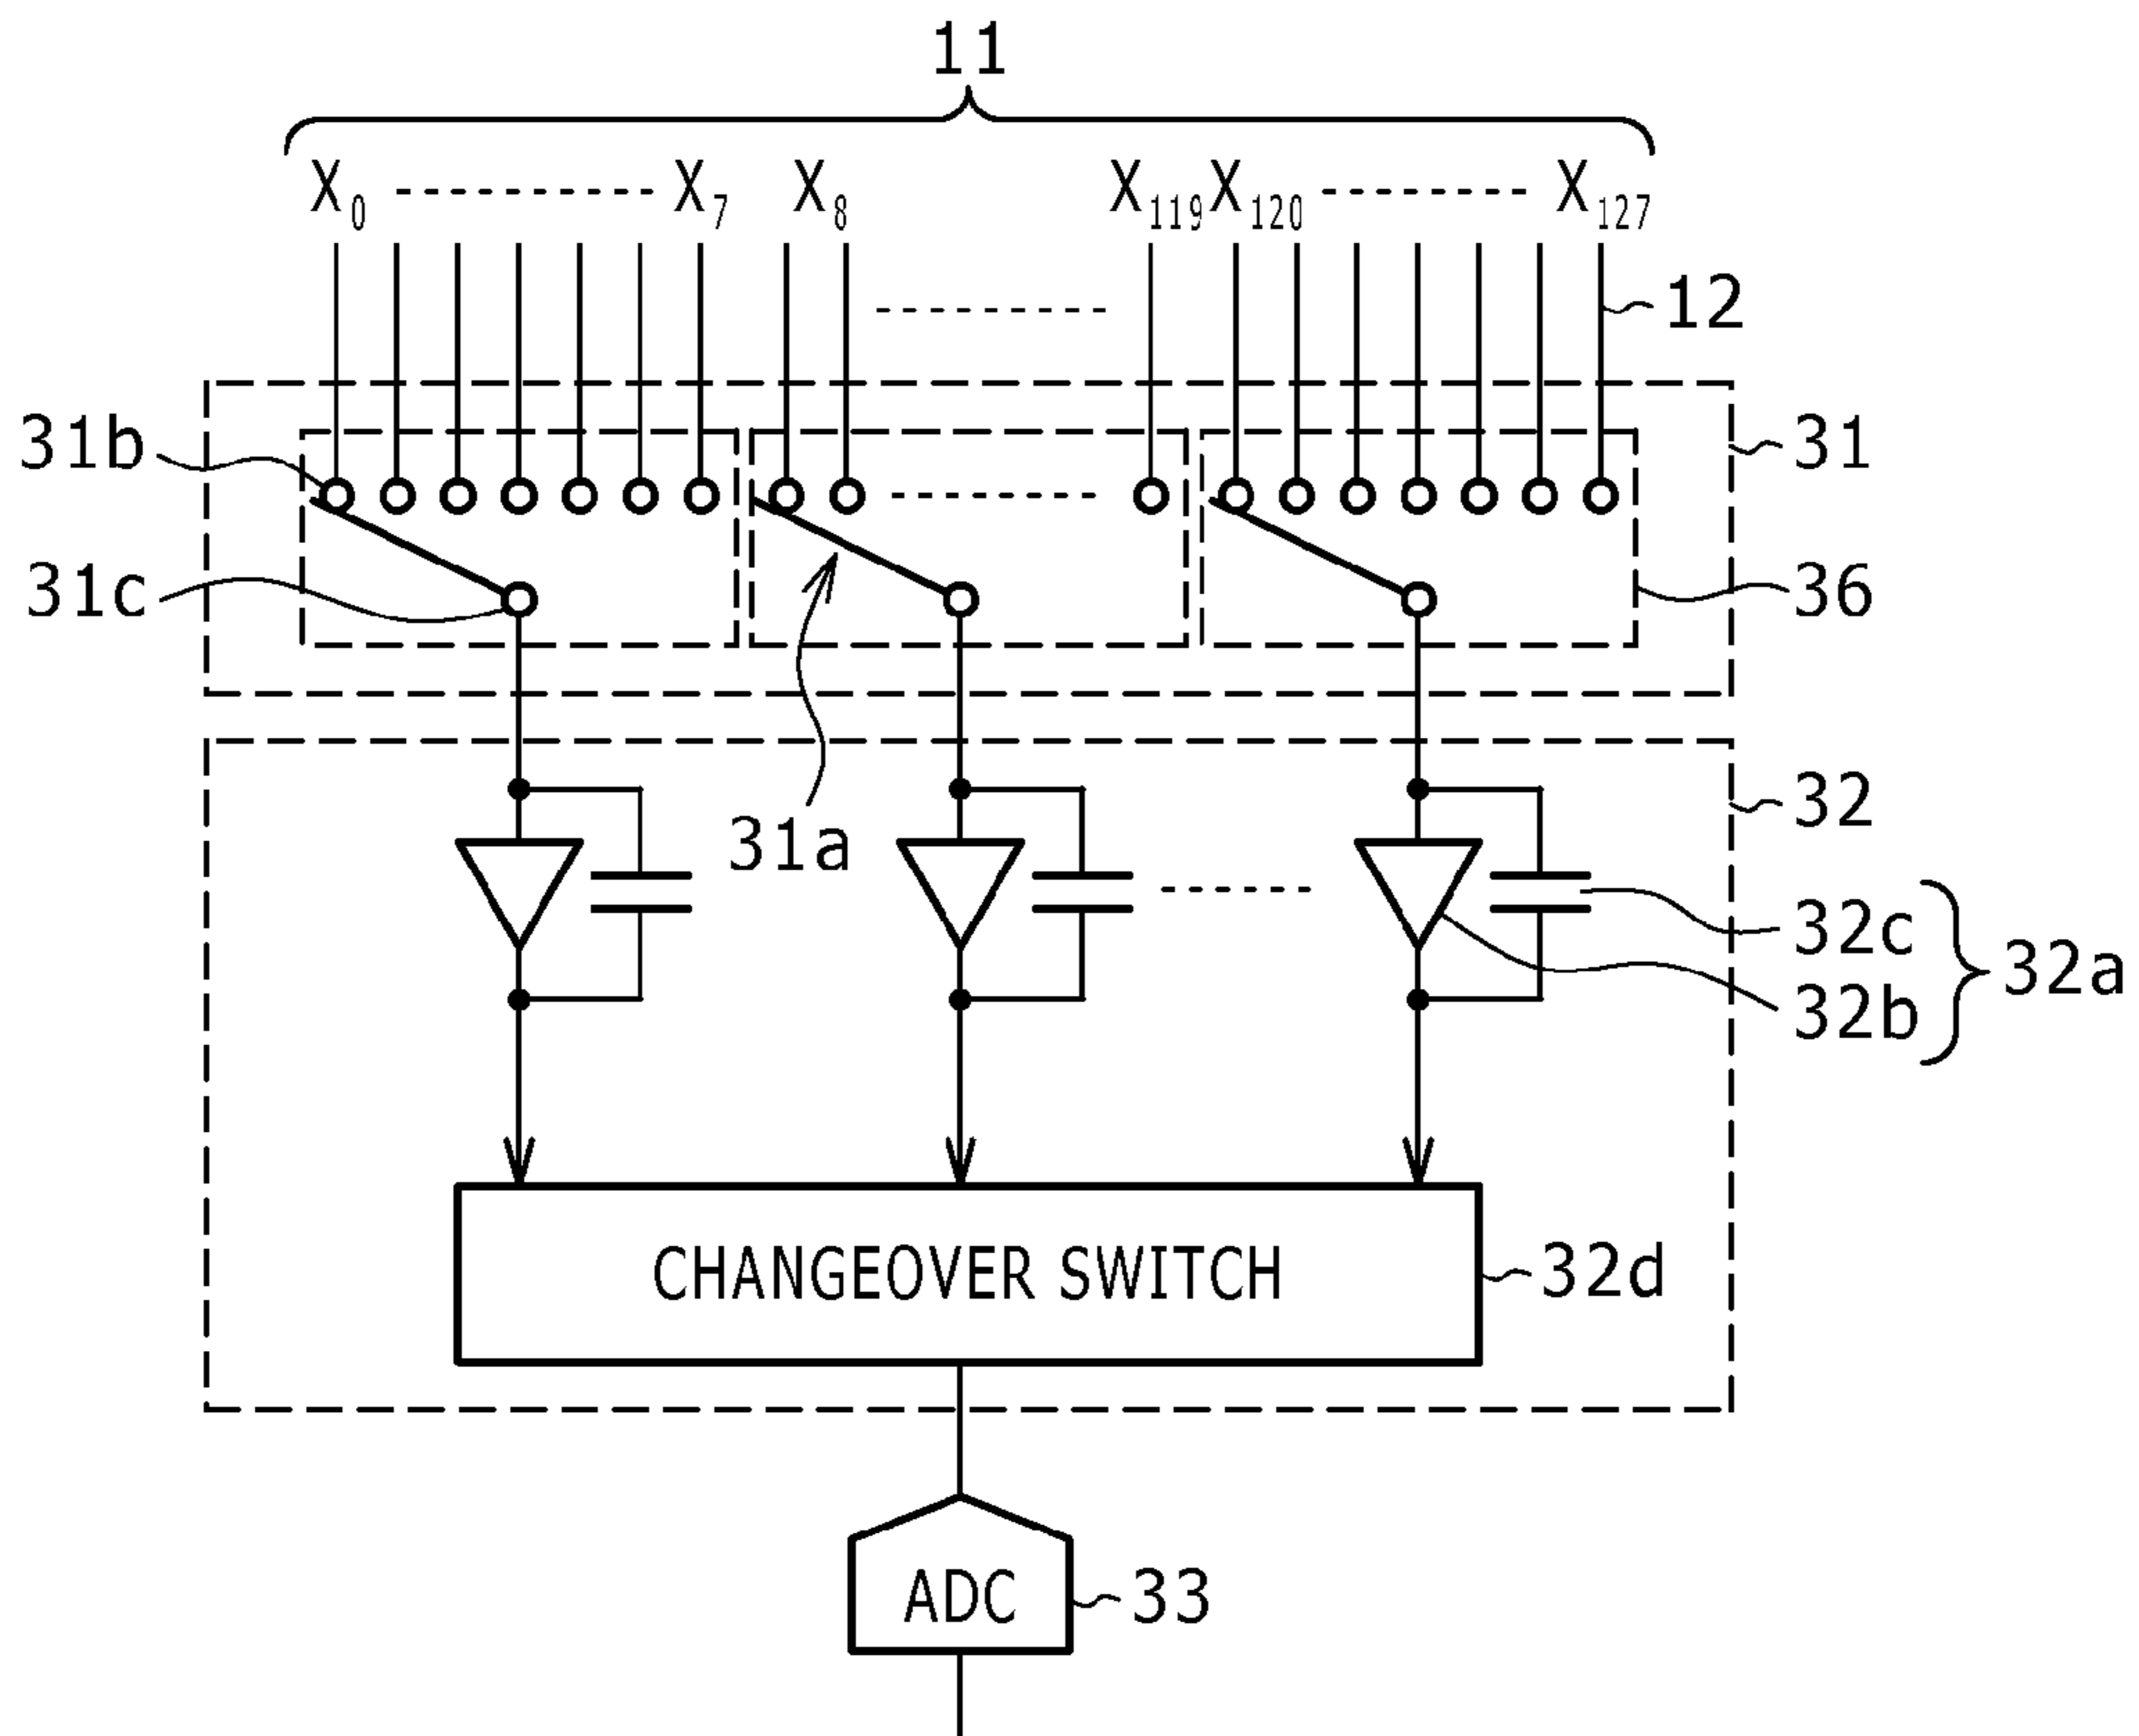 11
X0 ---------- X7 X8 X119 X120 -------- X127
12
31b
31
31c
36
31a
32
32c
32a
32b
CHANGEOVER SWITCH
32d
ADC
33